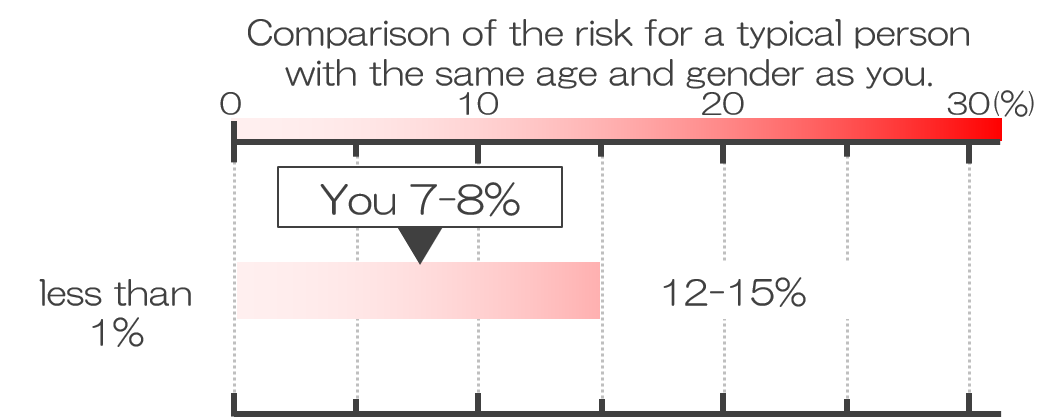 Comparison of the risk for a typical person
with the same age and gender as you.
0 10 20 30(%)
You 7-8%
less than
1%
12-15%